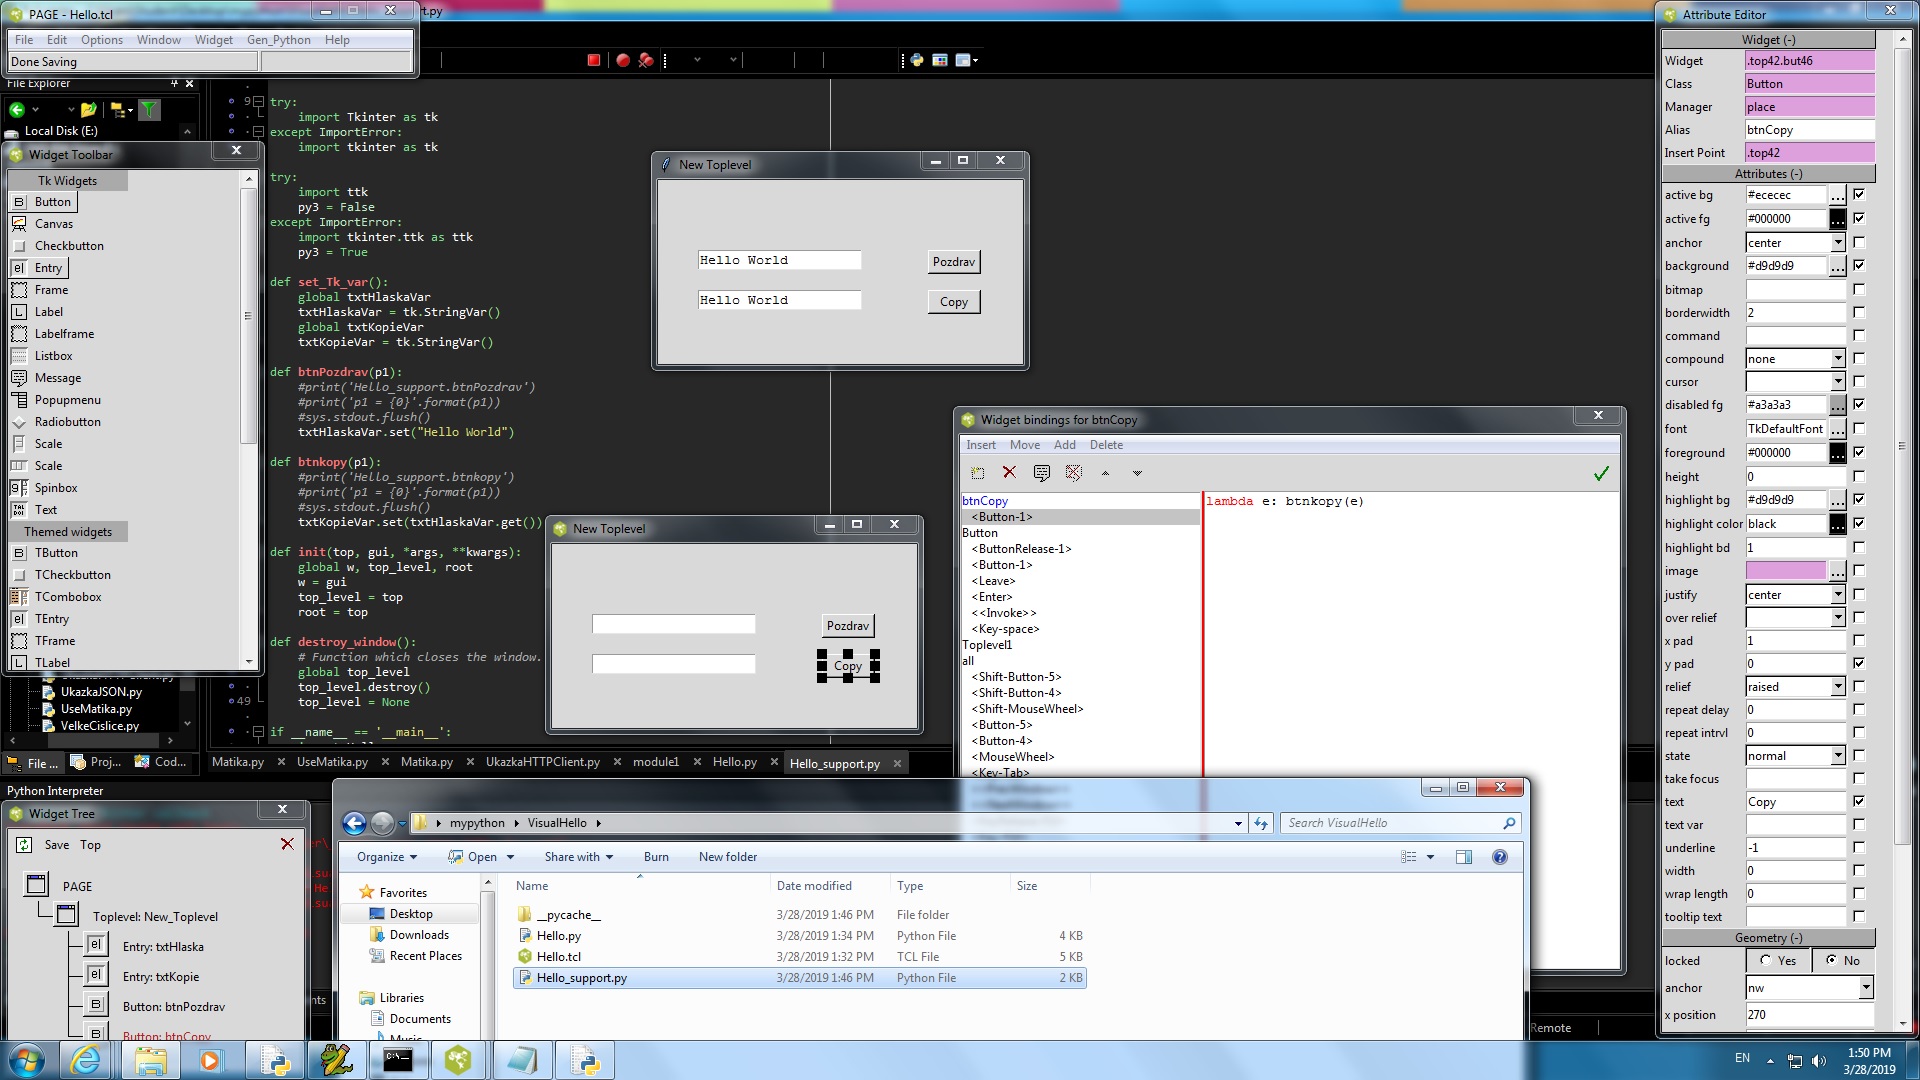 PAGE - Hello.tcl
File Edit Options Window Widget Gen_Python Help
Done Saving
File Explorer
Local Disk (E:)
Widget Toolbar
Tk Widgets
Button
Canvas
Checkbutton
Entry
Frame
Label
Labelframe
Listbox
Message
Popupmenu
Radiobutton
Scale
Scale
Spinbox
Text
Themed widgets
TButton
TCheckbutton
TCombobox
TEntry
TFrame
TLabel
UkazkaJSON.py
UseMatika.py
VelkeCislice.py
File ... Proj... Cod...
9
49
try:
import Tkinter as tk
except ImportError:
import tkinter as tk
try:
import ttk
py3 = False
except ImportError:
import tkinter.ttk as ttk
py3 = True
def set_Tk_var():
global txtHlaskaVar
txtHlaskaVar = tk.StringVar()
global txtKopieVar
txtKopieVar = tk.StringVar()
def btnPozdrav(p1):
#print('Hello_support.btnPozdrav')
#print('p1 = {0}'.format(p1))
#sys.stdout.flush()
txtHlaskaVar.set("Hello World")
def btnkopy(p1):
#print('Hello_support.btnkopy')
#print('p1 = {0}'.format(p1))
#sys.stdout.flush()
txtKopieVar.set(txtHlaskaVar.get())
def init(top, gui, *args, **kwargs):
global w, top_level, root
w = gui
top_level = top
root = top
def destroy_window():
# Function which closes the window.
global top_level
top_level.destroy()
top_level = None
if __name__ == '__main__':
Matika.py UseMatika.py Matika.py UkazkaHTTPClient.py module1 Hello.py Hello_support.py
New Toplevel
Hello World Pozdrav
Hello World Copy
New Toplevel
Pozdrav
Copy
Widget bindings for btnCopy
Insert Move Add Delete
btnCopy
<Button-1>
Button
<ButtonRelease-1>
<Button-1>
<Leave>
<Enter>
<<Invoke>>
<Key-space>
Toplevel1
all
<Shift-Button-5>
<Shift-Button-4>
<Shift-MouseWheel>
<Button-5>
<Button-4>
<MouseWheel>
<Key-Tab>
lambda e: btnkopy(e)
Python Interpreter
Widget Tree
Save Top
PAGE
Toplevel: New_Toplevel
Entry: txtHlaska
Entry: txtKopie
Button: btnPozdrav
Button: btnCopy
mypython VisualHello
Search VisualHello
Organize Open Share with Burn New folder
Favorites
Desktop
Downloads
Recent Places
Libraries
Documents
Music
Name Date modified Type Size
__pycache__ 3/28/2019 1:46 PM File folder
Hello.py 3/28/2019 1:34 PM Python File 4 KB
Hello.tcl 3/28/2019 1:32 PM TCL File 5 KB
Hello_support.py 3/28/2019 1:46 PM Python File 2 KB
Remote
Attribute Editor
Widget (-)
Widget .top42.but46
Class Button
Manager place
Alias btnCopy
Insert Point .top42
Attributes (-)
active bg #ececec ...
active fg #000000 ...
anchor center
background #d9d9d9 ...
bitmap
borderwidth 2
command
compound none
cursor
disabled fg #a3a3a3 ...
font TkDefaultFont ...
foreground #000000 ...
height 0
highlight bg #d9d9d9 ...
highlight color black ...
highlight bd 1
image ...
justify center
over relief
x pad 1
y pad 0
relief raised
repeat delay 0
repeat intrvl 0
state normal
take focus
text Copy
text var
underline -1
width 0
wrap length 0
tooltip text
Geometry (-)
locked Yes No
anchor nw
x position 270
EN
1:50 PM
3/28/2019